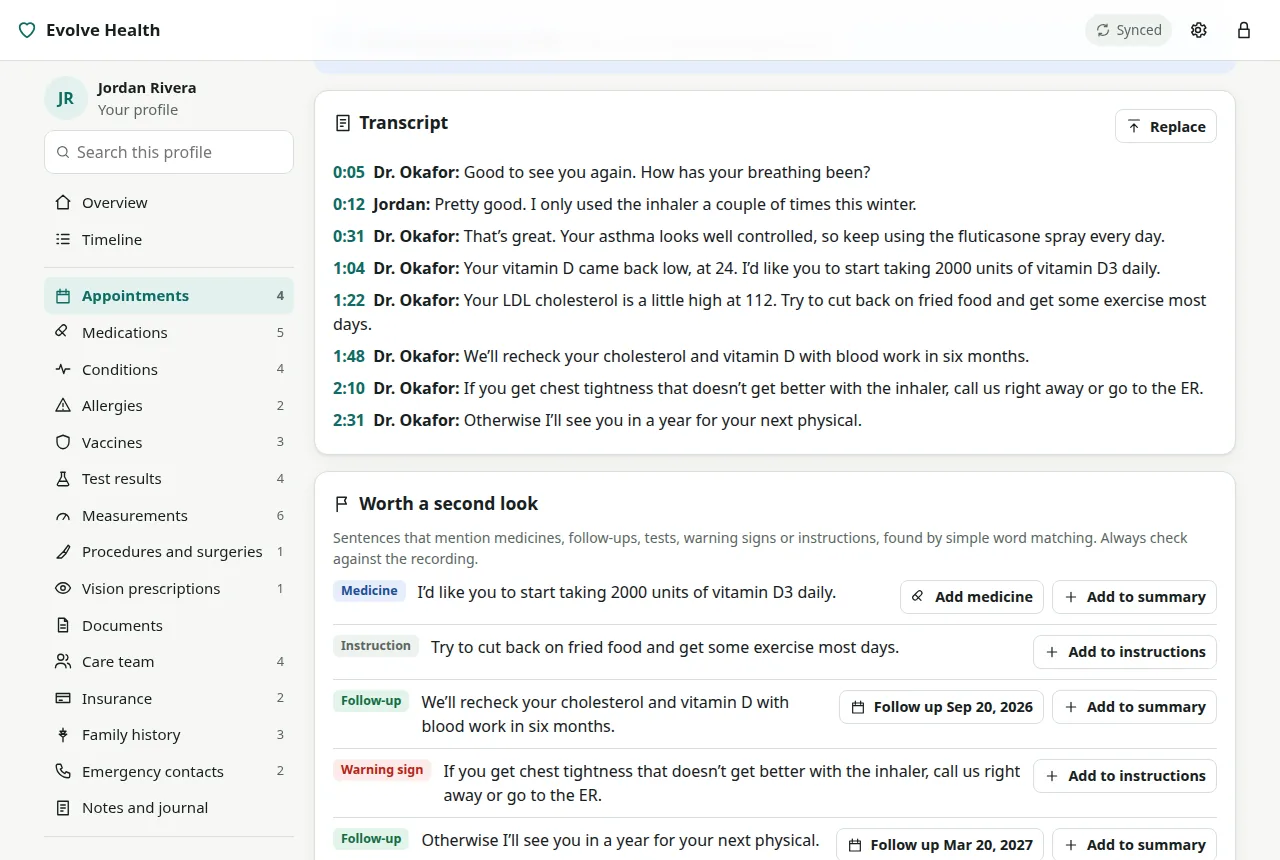 Evolve Health
Synced
JR
Jordan Rivera
Your profile
Search this profile
Overview
Timeline
Appointments 4
Medications 5
Conditions 4
Allergies 2
Vaccines 3
Test results 4
Measurements 6
Procedures and surgeries 1
Vision prescriptions 1
Documents
Care team 4
Insurance 2
Family history 3
Emergency contacts 2
Notes and journal
Transcript
Replace
0:05 Dr. Okafor: Good to see you again. How has your breathing been?
0:12 Jordan: Pretty good. I only used the inhaler a couple of times this winter.
0:31 Dr. Okafor: That’s great. Your asthma looks well controlled, so keep using the fluticasone spray every day.
1:04 Dr. Okafor: Your vitamin D came back low, at 24. I’d like you to start taking 2000 units of vitamin D3 daily.
1:22 Dr. Okafor: Your LDL cholesterol is a little high at 112. Try to cut back on fried food and get some exercise most
days.
1:48 Dr. Okafor: We’ll recheck your cholesterol and vitamin D with blood work in six months.
2:10 Dr. Okafor: If you get chest tightness that doesn’t get better with the inhaler, call us right away or go to the ER.
2:31 Dr. Okafor: Otherwise I’ll see you in a year for your next physical.
Worth a second look
Sentences that mention medicines, follow-ups, tests, warning signs or instructions, found by simple word matching. Always check
against the recording.
Medicine I’d like you to start taking 2000 units of vitamin D3 daily. Add medicine Add to summary
Instruction Try to cut back on fried food and get some exercise most days. Add to instructions
Follow-up We’ll recheck your cholesterol and vitamin D with Follow up Sep 20, 2026 Add to summary
blood work in six months.
Warning sign If you get chest tightness that doesn’t get better with the inhaler, call us right Add to instructions
away or go to the ER.
Follow-up Otherwise I’ll see you in a year for your next physical. Follow up Mar 20, 2027 Add to summary